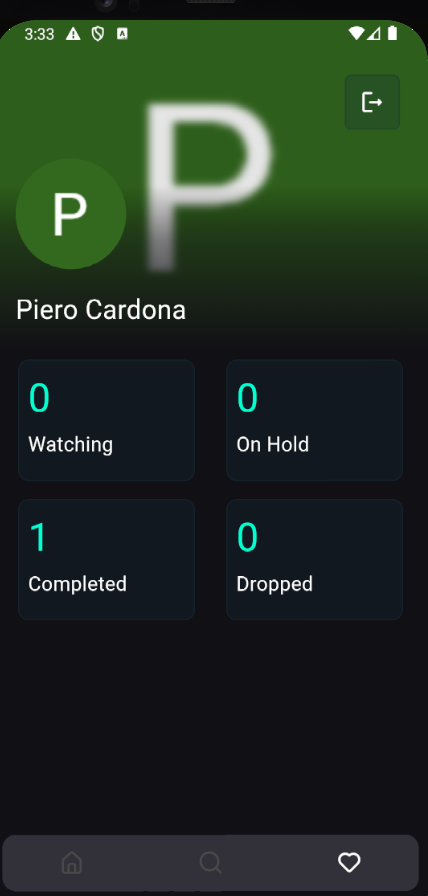 3:33 A
P
P
Piero Cardona
0 0
Watching On Hold
1 0
Completed Dropped